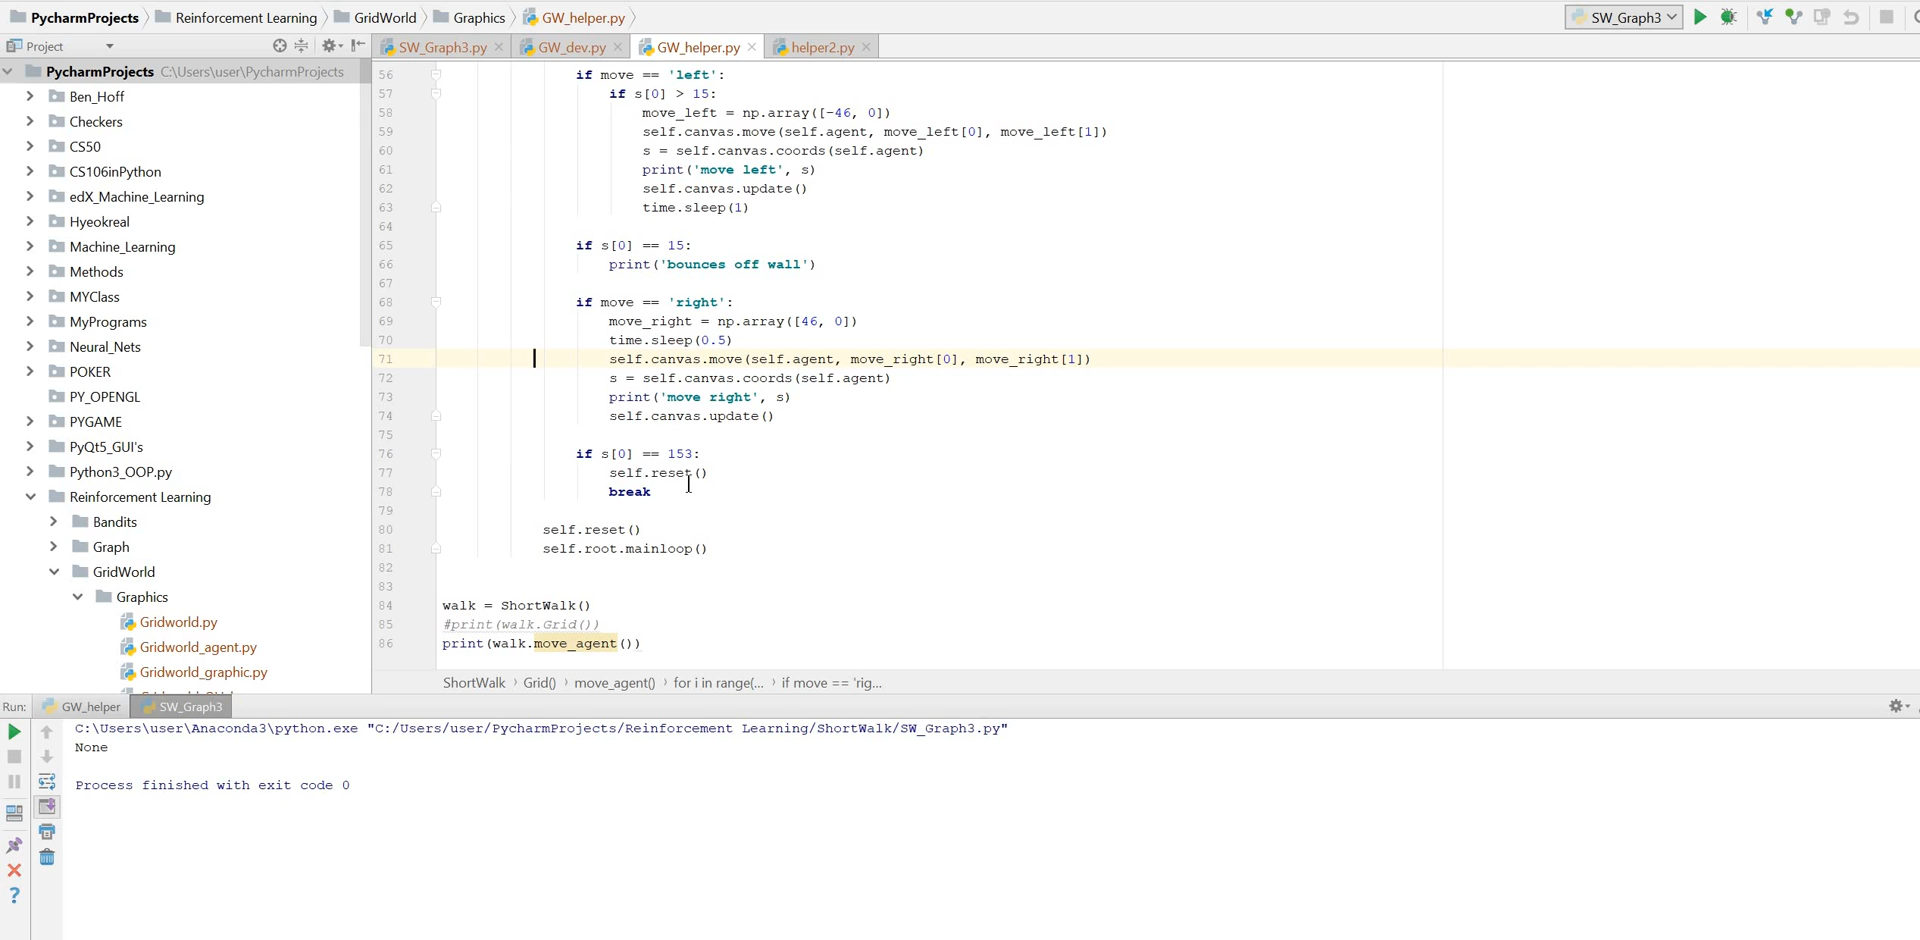 PycharmProjects Reinforcement Learning GridWorld Graphics GW_helper.py SW_Graph3
Project SW_Graph3.py GW_dev.py GW_helper.py helper2.py
PycharmProjects C:\Users\user\PycharmProjects
Ben_Hoff
Checkers
CS50
CS106inPython
edX_Machine_Learning
Hyeokreal
Machine_Learning
Methods
MYClass
MyPrograms
Neural_Nets
POKER
PY_OPENGL
PYGAME
PyQt5_GUI's
Python3_OOP.py
Reinforcement Learning
Bandits
Graph
GridWorld
Graphics
Gridworld.py
Gridworld_agent.py
Gridworld_graphic.py
56 if move == 'left':
57 if s[0] > 15:
58 move_left = np.array([-46, 0])
59 self.canvas.move(self.agent, move_left[0], move_left[1])
60 s = self.canvas.coords(self.agent)
61 print('move left', s)
62 self.canvas.update()
63 time.sleep(1)
64
65 if s[0] == 15:
66 print('bounces off wall')
67
68 if move == 'right':
69 move_right = np.array([46, 0])
70 time.sleep(0.5)
71 self.canvas.move(self.agent, move_right[0], move_right[1])
72 s = self.canvas.coords(self.agent)
73 print('move right', s)
74 self.canvas.update()
75
76 if s[0] == 153:
77 self.reset()
78 break
79
80 self.reset()
81 self.root.mainloop()
82
83
84 walk = ShortWalk()
85 #print(walk.Grid())
86 print(walk.move_agent())
ShortWalk Grid() move_agent() for i in range(... if move == 'rig...
Run: GW_helper SW_Graph3
C:\Users\user\Anaconda3\python.exe "C:/Users/user/PycharmProjects/Reinforcement Learning/ShortWalk/SW_Graph3.py"
None
Process finished with exit code 0